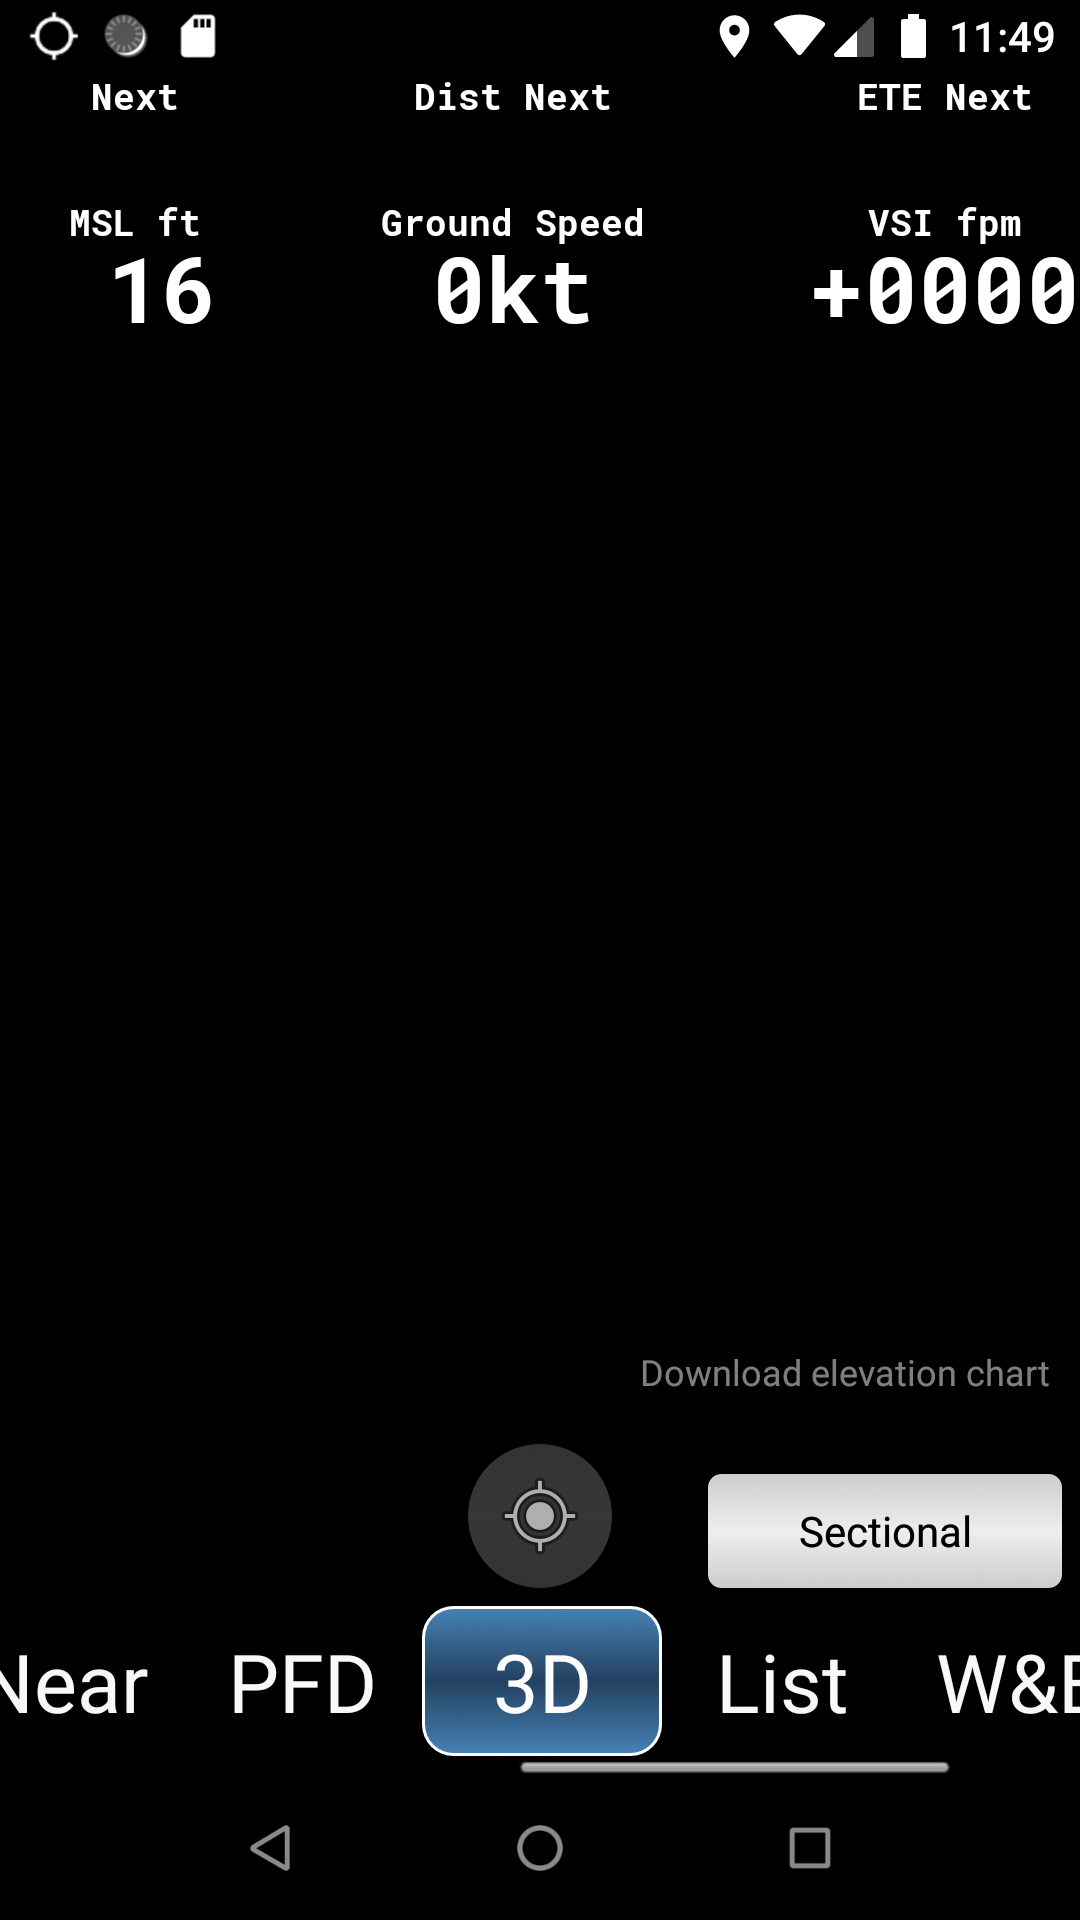 11:49
Next Dist Next ETE Next
MSL ft Ground Speed VSI fpm
16 0kt +0000
Download elevation chart
Sectional
Near PFD 3D List W&B